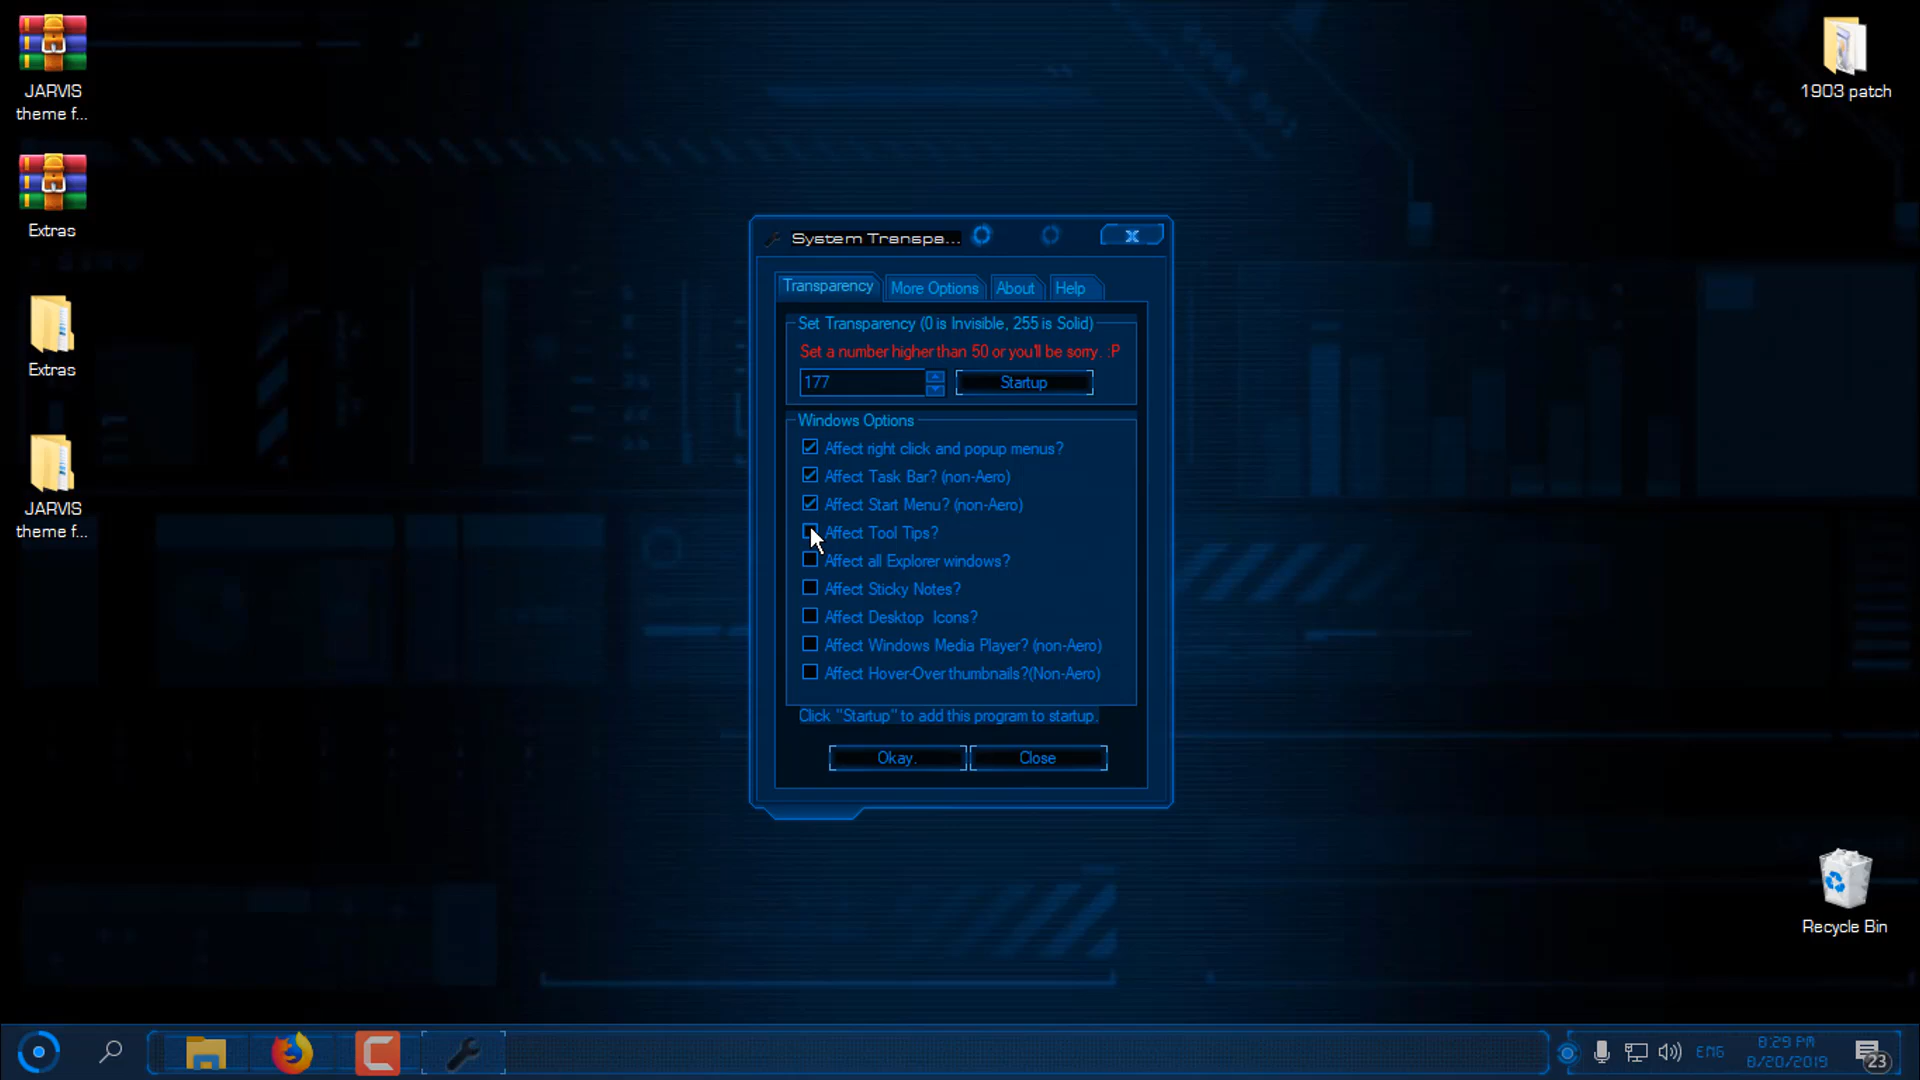 JARVIS
theme f...
Extras
Extras
JARVIS
theme f...
1903 patch
Recycle Bin
System Transpa...
X
Transparency
More Options
About
Help
Set Transparency (0 is Invisible, 255 is Solid)
Set a number higher than 50 or you'll be sorry. :P
177
Startup
Windows Options
Affect right click and popup menus?
Affect Task Bar? (non-Aero)
Affect Start Menu? (non-Aero)
Affect Tool Tips?
Affect all Explorer windows?
Affect Sticky Notes?
Affect Desktop  Icons?
Affect Windows Media Player? (non-Aero)
Affect Hover-Over thumbnails?(Non-Aero)
Click "Startup" to add this program to startup.
Okay.
Close
ENG
8:29 PM
8/20/2019
23